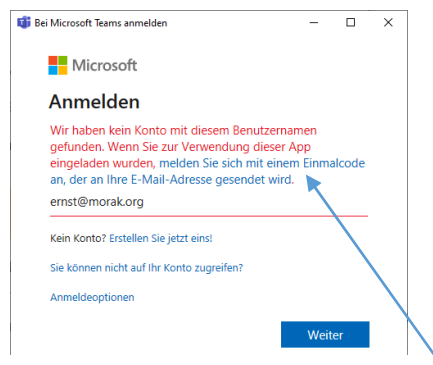 Bei Microsoft Teams anmelden
Microsoft
Anmelden
Wir haben kein Konto mit diesem Benutzernamen
gefunden. Wenn Sie zur Verwendung dieser App
eingeladen wurden, melden Sie sich mit einem Einmalcode
an, der an Ihre E-Mail-Adresse gesendet wird.
ernst@morak.org
Kein Konto? Erstellen Sie jetzt eins!
Sie können nicht auf Ihr Konto zugreifen?
Anmeldeoptionen
Weiter